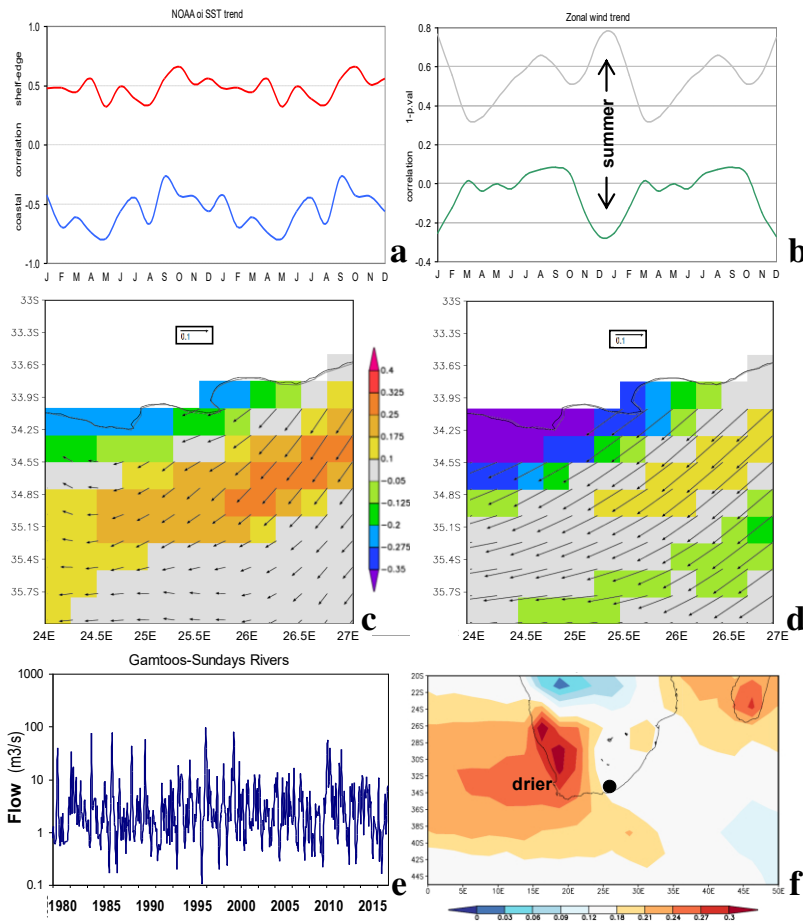 NOAA oi SST trend
1.0
0.5
0.0
-0.5
-1.0
coastal correlation shelf-edge
J F M A M J J A S O N D J F M A M J J A S O N D
a
Zonal wind trend
0.8
0.6
0.4
0.2
0.0
-0.2
-0.4
correlation 1-p.val
summer
J F M A M J J A S O N D J F M A M J J A S O N D
b
33S
33.3S
33.6S
33.9S
34.2S
34.5S
34.8S
35.1S
35.4S
35.7S
0.1
24E 24.5E 25E 25.5E 26E 26.5E 27E
0.4
0.325
0.25
0.175
0.1
-0.05
-0.125
-0.2
-0.275
-0.35
c
33S
33.3S
33.6S
33.9S
34.2S
34.5S
34.8S
35.1S
35.4S
35.7S
0.1
24E 24.5E 25E 25.5E 26E 26.5E 27E
d
Gamtoos-Sundays Rivers
1000
100
10
1
0.1
Flow (m3/s)
1980 1985 1990 1995 2000 2005 2010 2015
e
20S
22S
24S
26S
28S
30S
32S
34S
36S
38S
40S
42S
44S
drier
0 5E 10E 15E 20E 25E 30E 35E 40E 45E 50E
0 0.03 0.06 0.09 0.12 0.15 0.18 0.21 0.24 0.27 0.3
f